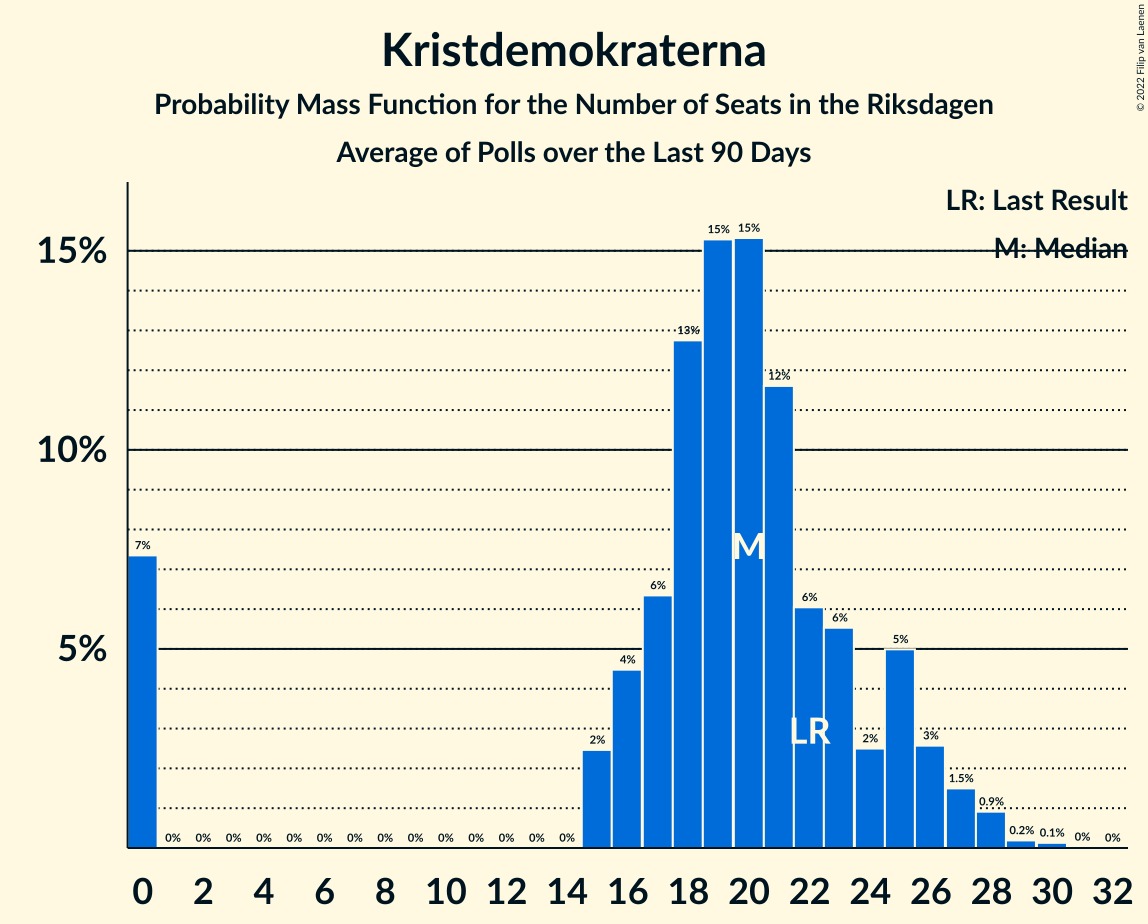 © 2022 Filip van Laenen
Kristdemokraterna
Probability Mass Function for the Number of Seats in the Riksdagen
Average of Polls over the Last 90 Days
LR: Last Result
M: Median
15%
10%
5%
7% 0% 0% 0% 0% 0% 0% 0% 0% 0% 0% 0% 0% 0% 0% 2% 4% 6% 13% 15% 15% 12% 6% 6% 2% 5% 3% 1.5% 0.9% 0.2% 0.1% 0% 0%
M
LR
0 2 4 6 8 10 12 14 16 18 20 22 24 26 28 30 32